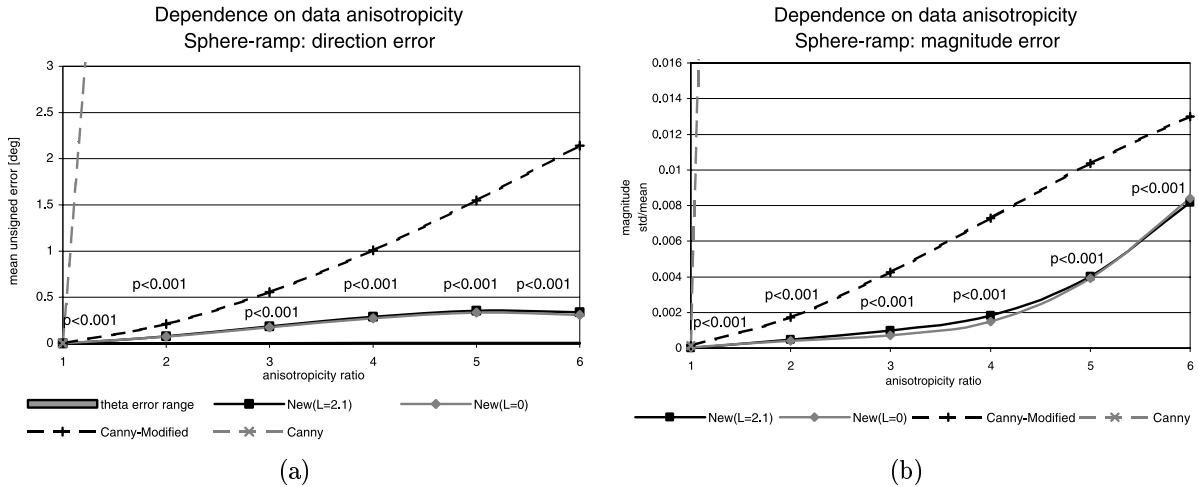 Dependence on data anisotropicity
Sphere-ramp: direction error
3
2.5
2
1.5
1
0.5
0
mean unsigned error [deg]
p<0.001
p<0.001
p<0.001
p<0.001
p<0.001
p<0.001
1
2
3
4
5
6
anisotropicity ratio
theta error range
New(L=2.1)
New(L=0)
Canny-Modified
Canny
(a)
Dependence on data anisotropicity
Sphere-ramp: magnitude error
0.016
0.014
0.012
0.01
0.008
0.006
0.004
0.002
0
magnitude
std/mean
p<0.001
p<0.001
p<0.001
p<0.001
p<0.001
p<0.001
1
2
3
4
5
6
anisotropicity ratio
New(L=2.1)
New(L=0)
Canny-Modified
Canny
(b)